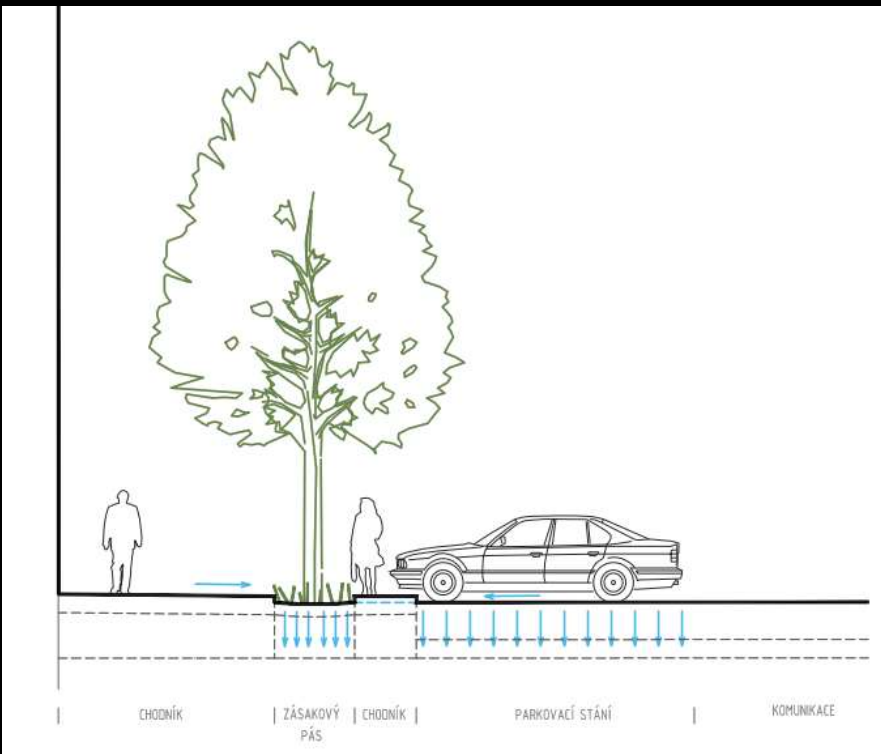 CHODNÍK
ZÁSAKOVÝ
PÁS
CHODNÍK
PARKOVACÍ STÁNÍ
KOMUNIKACE